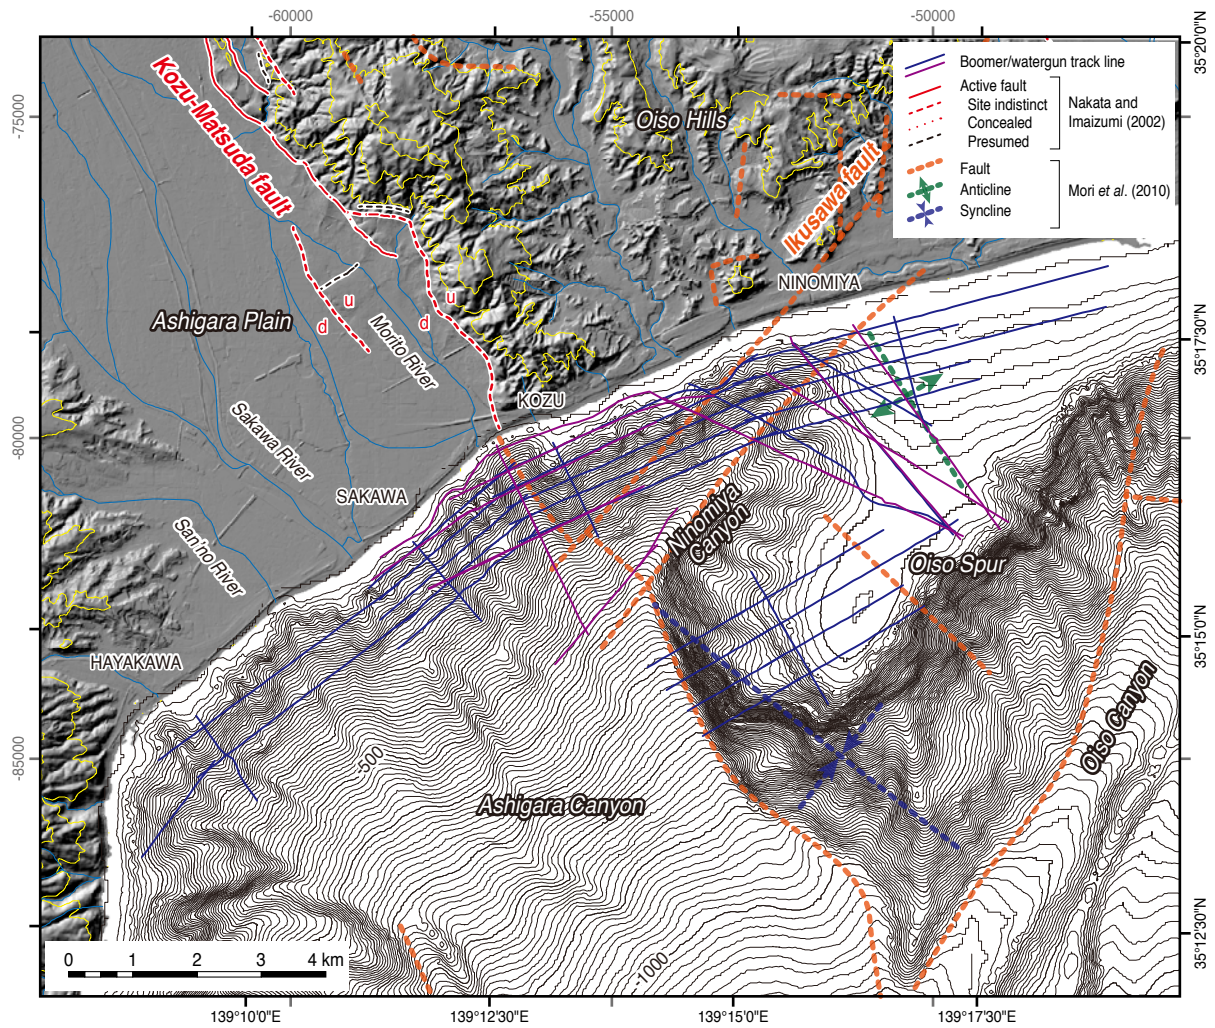 -60000
-55000
-50000
35°20'0"N
-75000
-80000
-85000
35°17'30"N
35°15'0"N
35°12'30"N
Boomer/watergun track line
Active fault
Site indistinct
Concealed
Presumed
Nakata and
Imaizumi (2002)
Fault
Anticline
Syncline
Mori et al. (2010)
Kozu-Matsuda fault
Oiso Hills
Ikusawa fault
NINOMIYA
Ashigara Plain
u
d
u
d
Morito River
KOZU
Sakawa River
SAKAWA
San'no River
HAYAKAWA
Ninomiya
Canyon
Oiso Spur
Oiso Canyon
-500
Ashigara Canyon
-1000
0 1 2 3 4 km
139°10'0"E
139°12'30"E
139°15'0"E
139°17'30"E